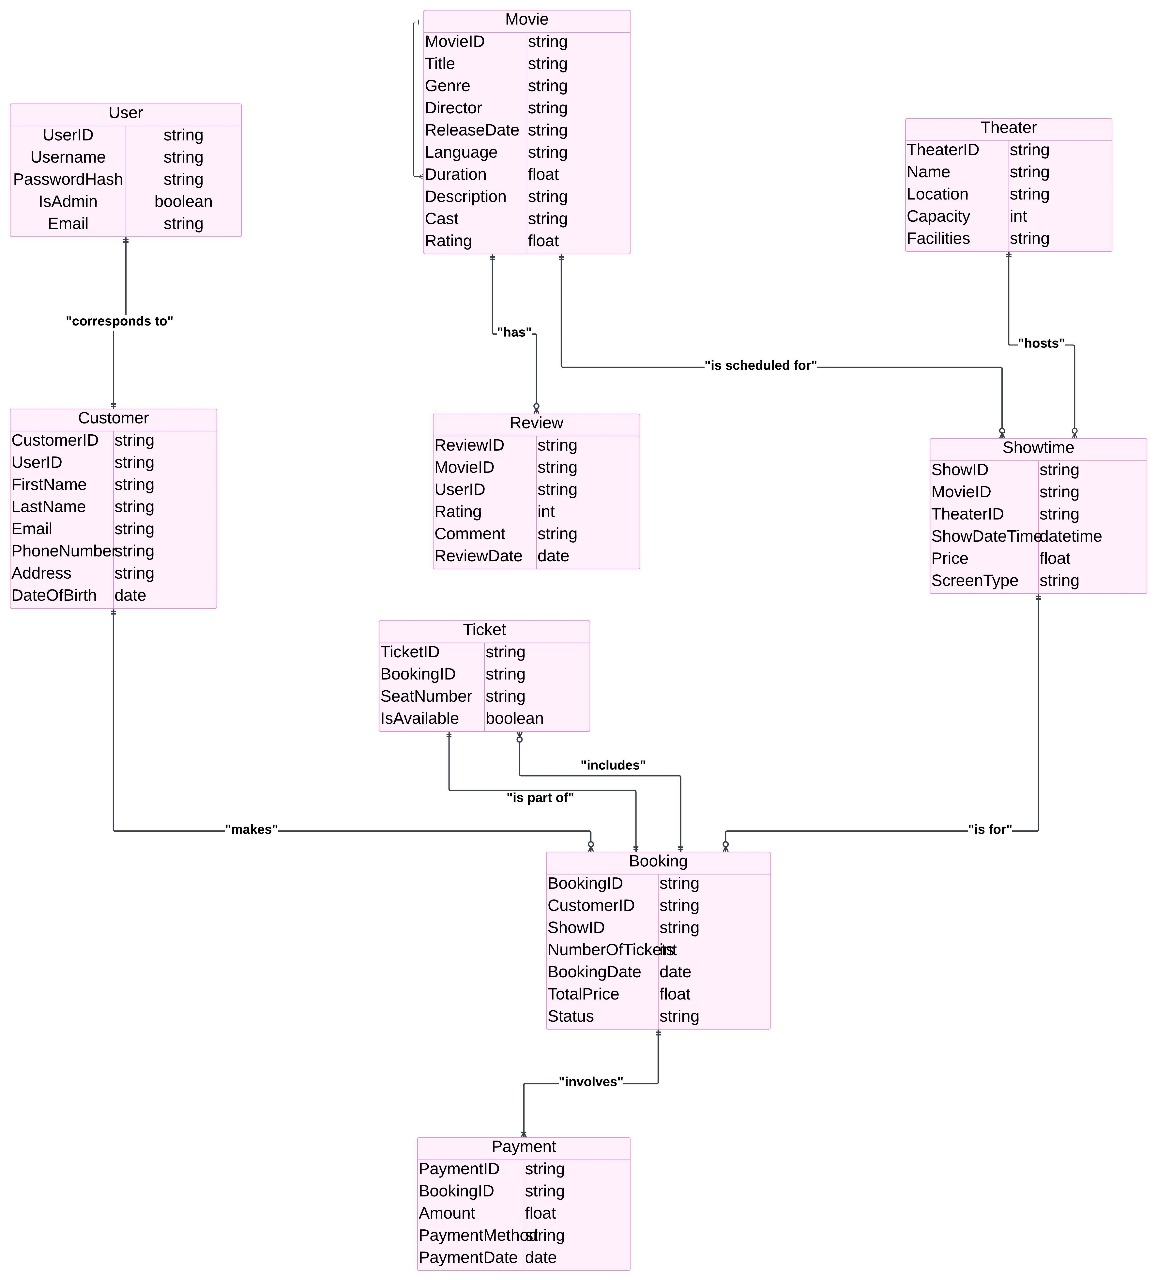 Movie
MovieID string
Title string
Genre string
Director string
ReleaseDate string
Language string
Duration float
Description string
Cast string
Rating float
User
UserID string
Username string
PasswordHash string
IsAdmin boolean
Email string
Theater
TheaterID string
Name string
Location string
Capacity int
Facilities string
"corresponds to"
"has"
"is scheduled for"
"hosts"
Customer
CustomerID string
UserID string
FirstName string
LastName string
Email string
PhoneNumber string
Address string
DateOfBirth date
Review
ReviewID string
MovieID string
UserID string
Rating int
Comment string
ReviewDate date
Showtime
ShowID string
MovieID string
TheaterID string
ShowDateTime datetime
Price float
ScreenType string
Ticket
TicketID string
BookingID string
SeatNumber string
IsAvailable boolean
"includes"
"is part of"
"makes"
"is for"
Booking
BookingID string
CustomerID string
ShowID string
NumberOfTickets int
BookingDate date
TotalPrice float
Status string
"involves"
Payment
PaymentID string
BookingID string
Amount float
PaymentMethod string
PaymentDate date